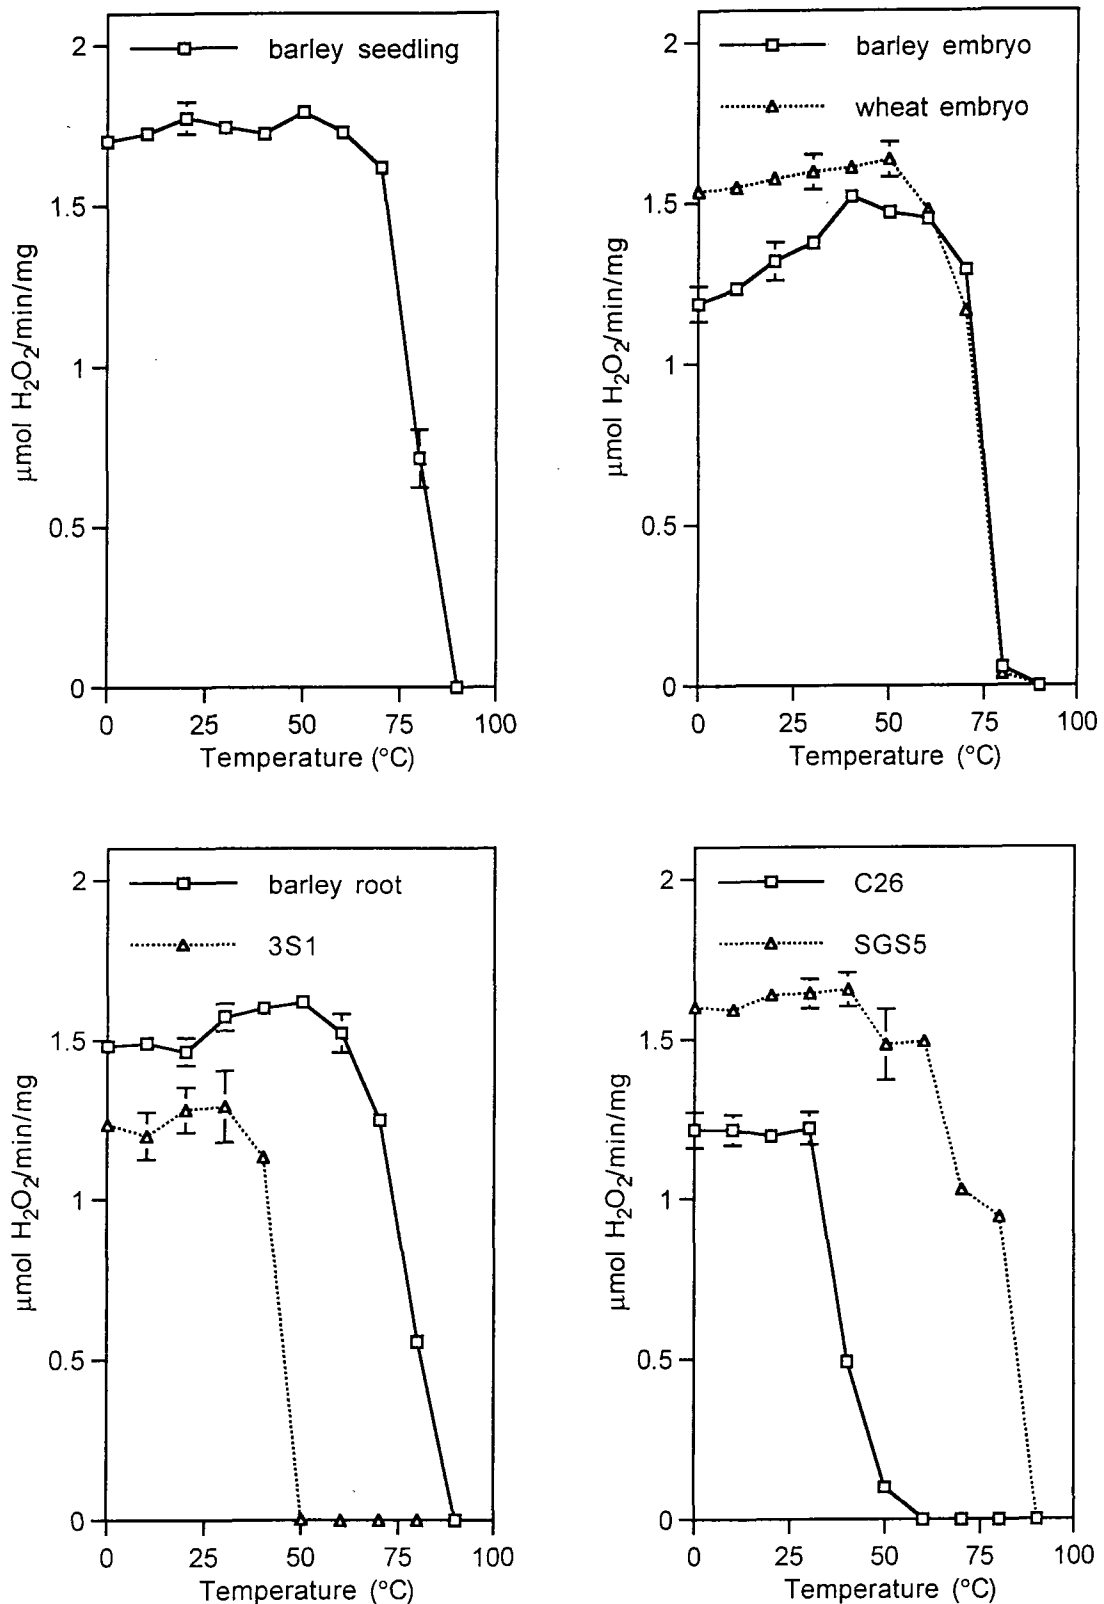 2
barley seedling
1.5
1
0.5
0
0 25 50 75 100
Temperature (°C)
µmol H₂O₂/min/mg
2
barley embryo
wheat embryo
1.5
1
0.5
0
0 25 50 75 100
Temperature (°C)
µmol H₂O₂/min/mg
2
barley root
3S1
1.5
1
0.5
0
0 25 50 75 100
Temperature (°C)
µmol H₂O₂/min/mg
2
C26
SGS5
1.5
1
0.5
0
0 25 50 75 100
Temperature (°C)
µmol H₂O₂/min/mg